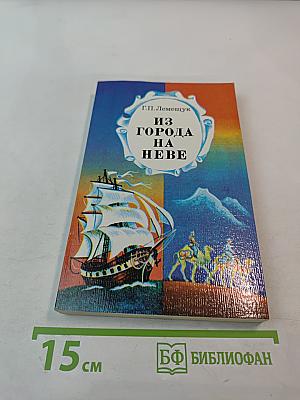 Г.П. Лемещук
ИЗ
ГОРОДА
НА
НЕВЕ
15 см
БФ БИБЛИОФАН